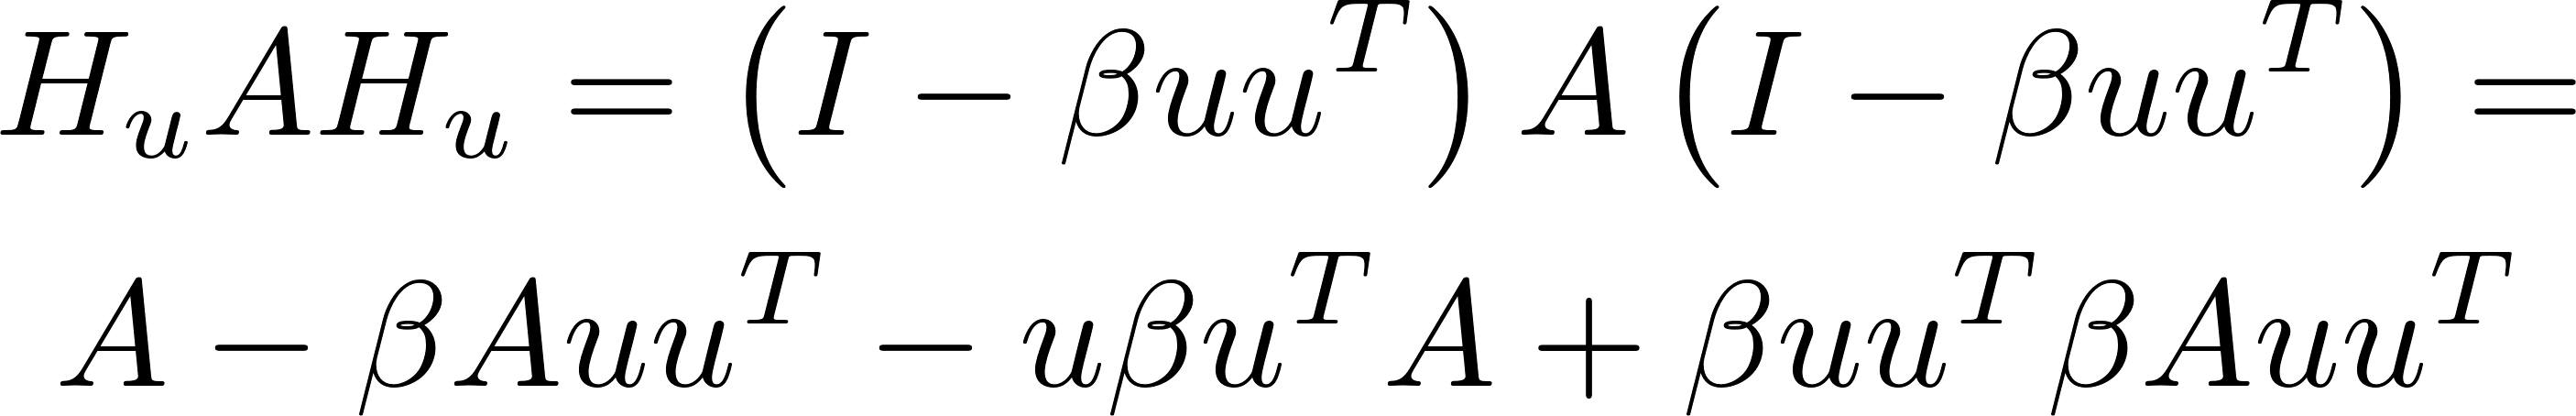 H_u A H_u = (I − βuu^T) A (I − βuu^T) =
A − βAuu^T − uβu^T A + βuu^T βAuu^T